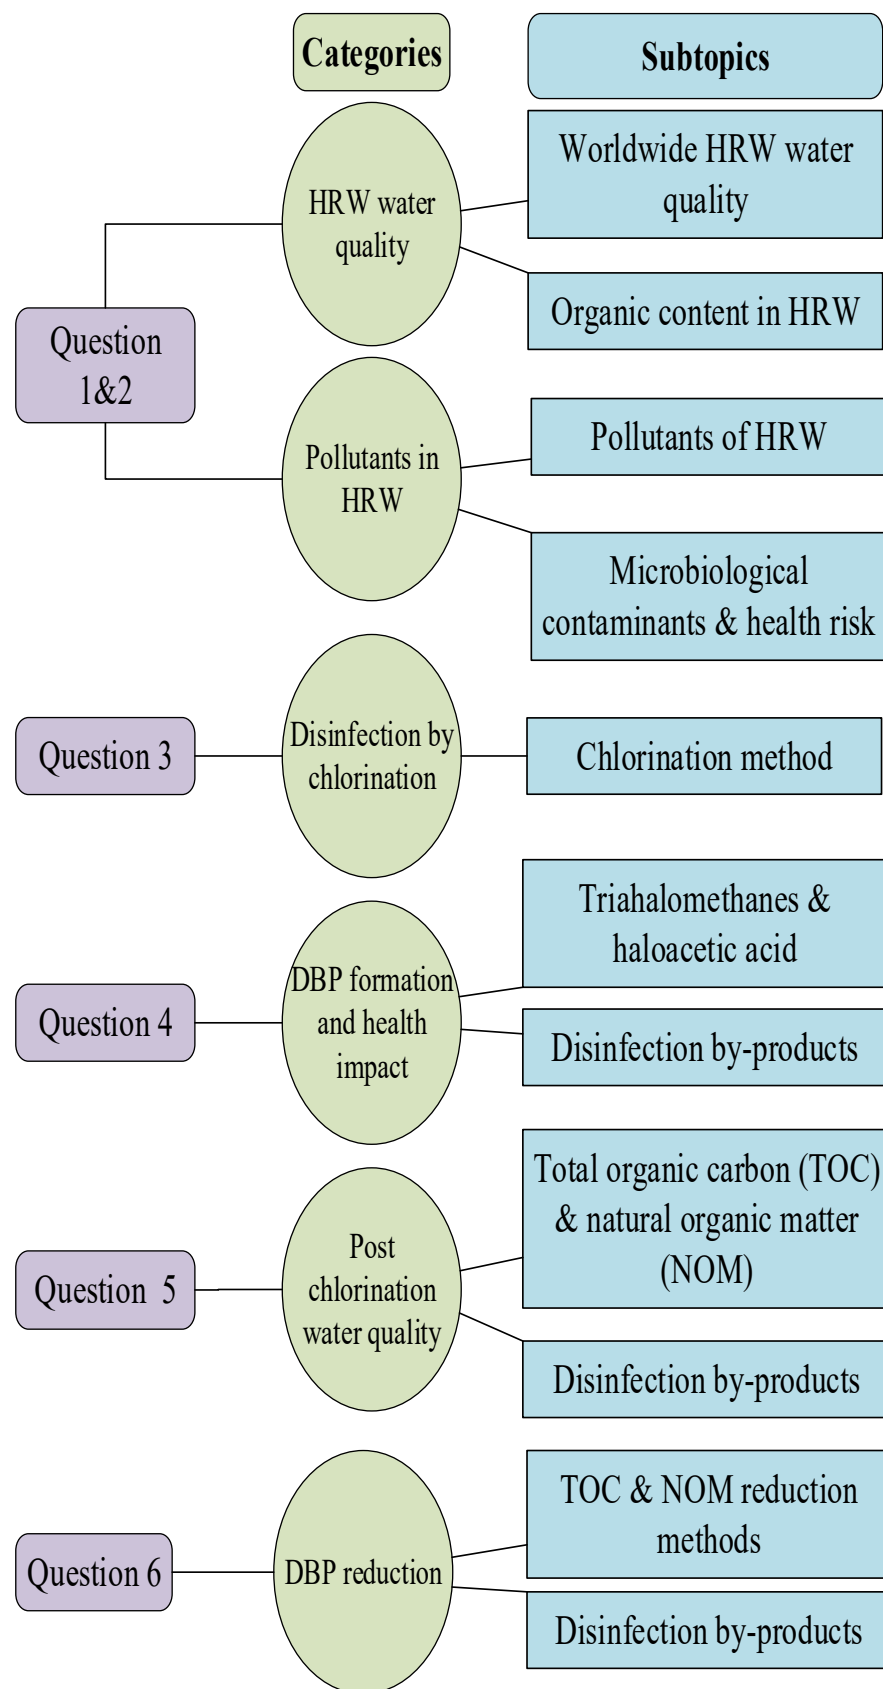 Categories
Subtopics
Question
1&2
HRW water
quality
Worldwide HRW water
quality
Organic content in HRW
Pollutants in
HRW
Pollutants of HRW
Microbiological
contaminants & health risk
Question 3
Disinfection by
chlorination
Chlorination method
Question 4
DBP formation
and health
impact
Triahalomethanes &
haloacetic acid
Disinfection by-products
Question 5
Post
chlorination
water quality
Total organic carbon (TOC)
& natural organic matter
(NOM)
Disinfection by-products
Question 6
DBP reduction
TOC & NOM reduction
methods
Disinfection by-products